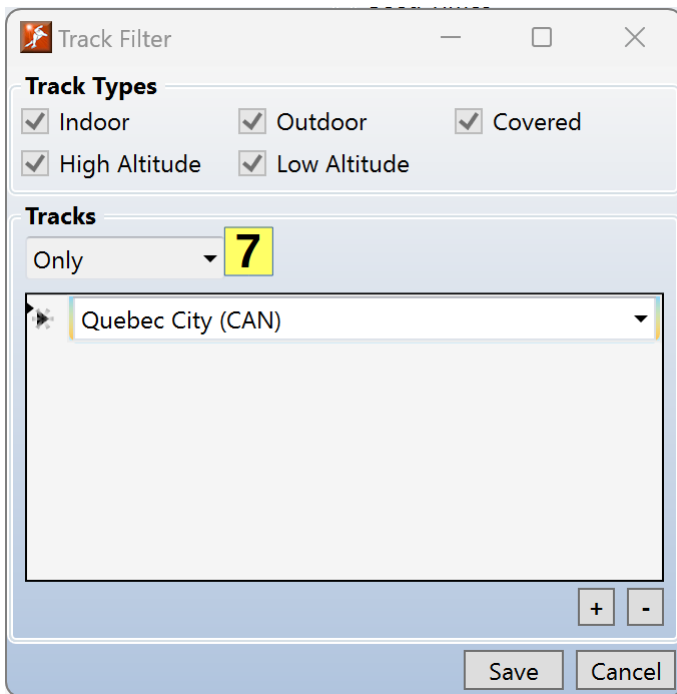 Track Filter
Track Types
Indoor Outdoor Covered
High Altitude Low Altitude
Tracks
Only 7
Quebec City (CAN)
+ -
Save Cancel